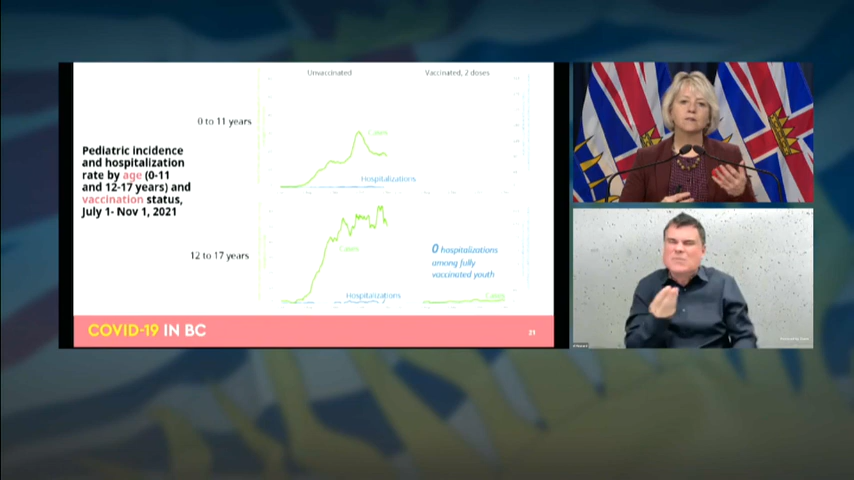 Unvaccinated
Vaccinated, 2 doses
0 to 11 years
Cases
Hospitalizations
Pediatric incidence
and hospitalization
rate by age (0-11
and 12-17 years) and
vaccination status,
July 1- Nov 1, 2021
12 to 17 years
Cases
0 hospitalizations
among fully
vaccinated youth
Hospitalizations
Cases
COVID-19 IN BC
21